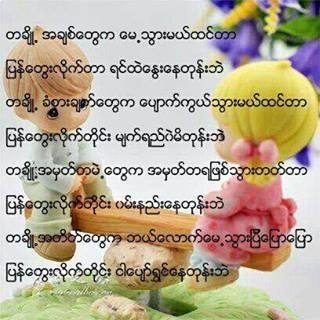 တချို့ အချစ်တွေက မေ့သွားမယ်ထင်တာ
ပြန်တွေးလိုက်တာ ရင်ထဲနွေးနေတုန်းဘဲ
တချို့ ခံစားချက်တွေက ပျောက်ကွယ်သွားမယ်ထင်တာ
ပြန်တွေးလိုက်တိုင်း မျက်ရည်ဝဲမိတုန်းဘဲ
တချို့အမှတ်တမဲ့တွေက အမှတ်တရဖြစ်သွားတတ်တာ
ပြန်တွေးလိုက်တိုင်း ဝမ်းနည်းနေတုန်းဘဲ
တချို့အတိတ်တွေက ဘယ်လောက်မေ့သွားပြီပြောပြော
ပြန်တွေးလိုက်တိုင်း ငါပျော်ရွှင်နေတုန်းဘဲ